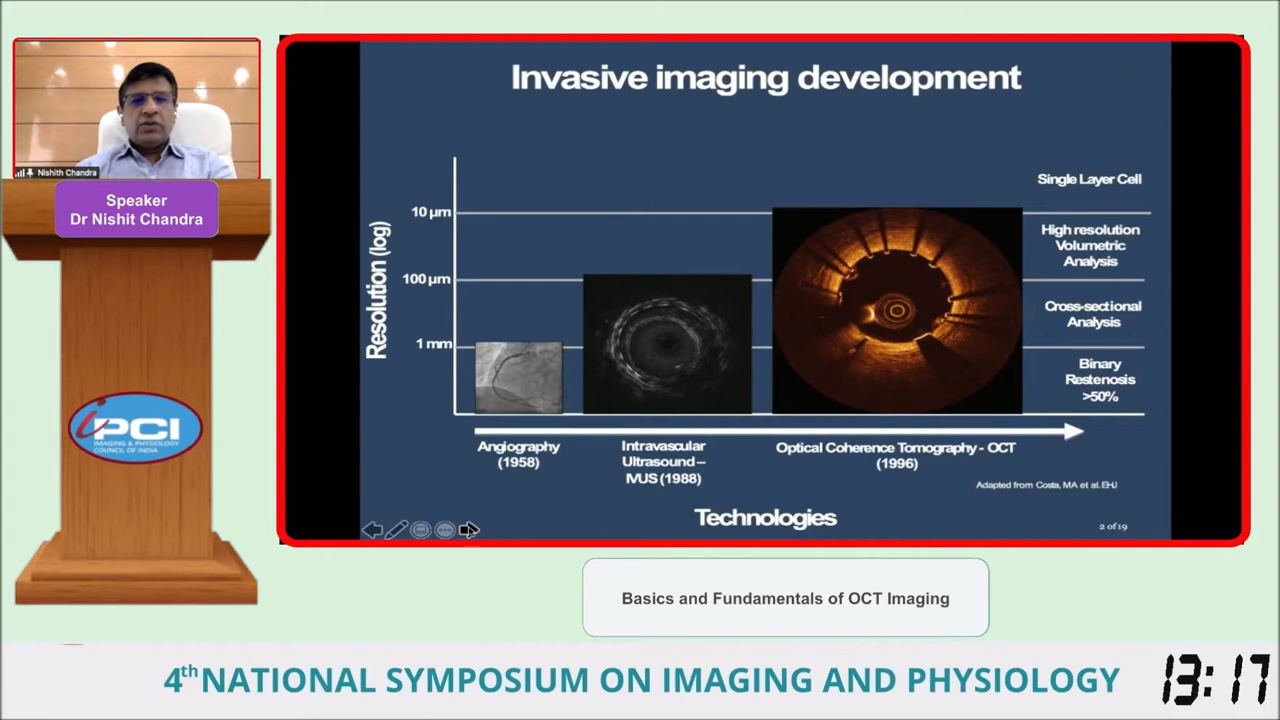 Nishith Chandra
Speaker
Dr Nishit Chandra
iPCI
IMAGING & PHYSIOLOGY
COUNCIL OF INDIA
Invasive imaging development
Resolution (log)
10 µm
100 µm
1 mm
Single Layer Cell
High resolution
Volumetric
Analysis
Cross-sectional
Analysis
Binary
Restenosis
>50%
Angiography
(1958)
Intravascular
Ultrasound –
IVUS (1988)
Optical Coherence Tomography - OCT
(1996)
Adapted from Costa, MA et al. EHJ
Technologies
2 of 19
Basics and Fundamentals of OCT Imaging
4th NATIONAL SYMPOSIUM ON IMAGING AND PHYSIOLOGY
13:17